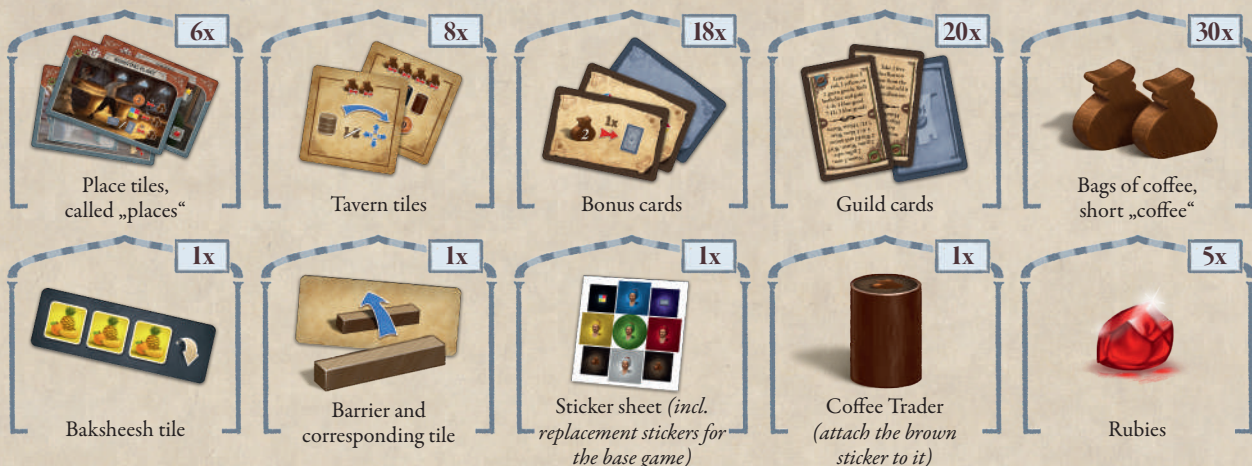 6x
8x
18x
20x
30x
2
1x
Place tiles,
called „places“
Tavern tiles
Bonus cards
Guild cards
Bags of coffee,
short „coffee“
1x
1x
1x
1x
5x
Baksheesh tile
Barrier and
corresponding tile
Sticker sheet (incl.
replacement stickers for
the base game)
Coffee Trader
(attach the brown
sticker to it)
Rubies